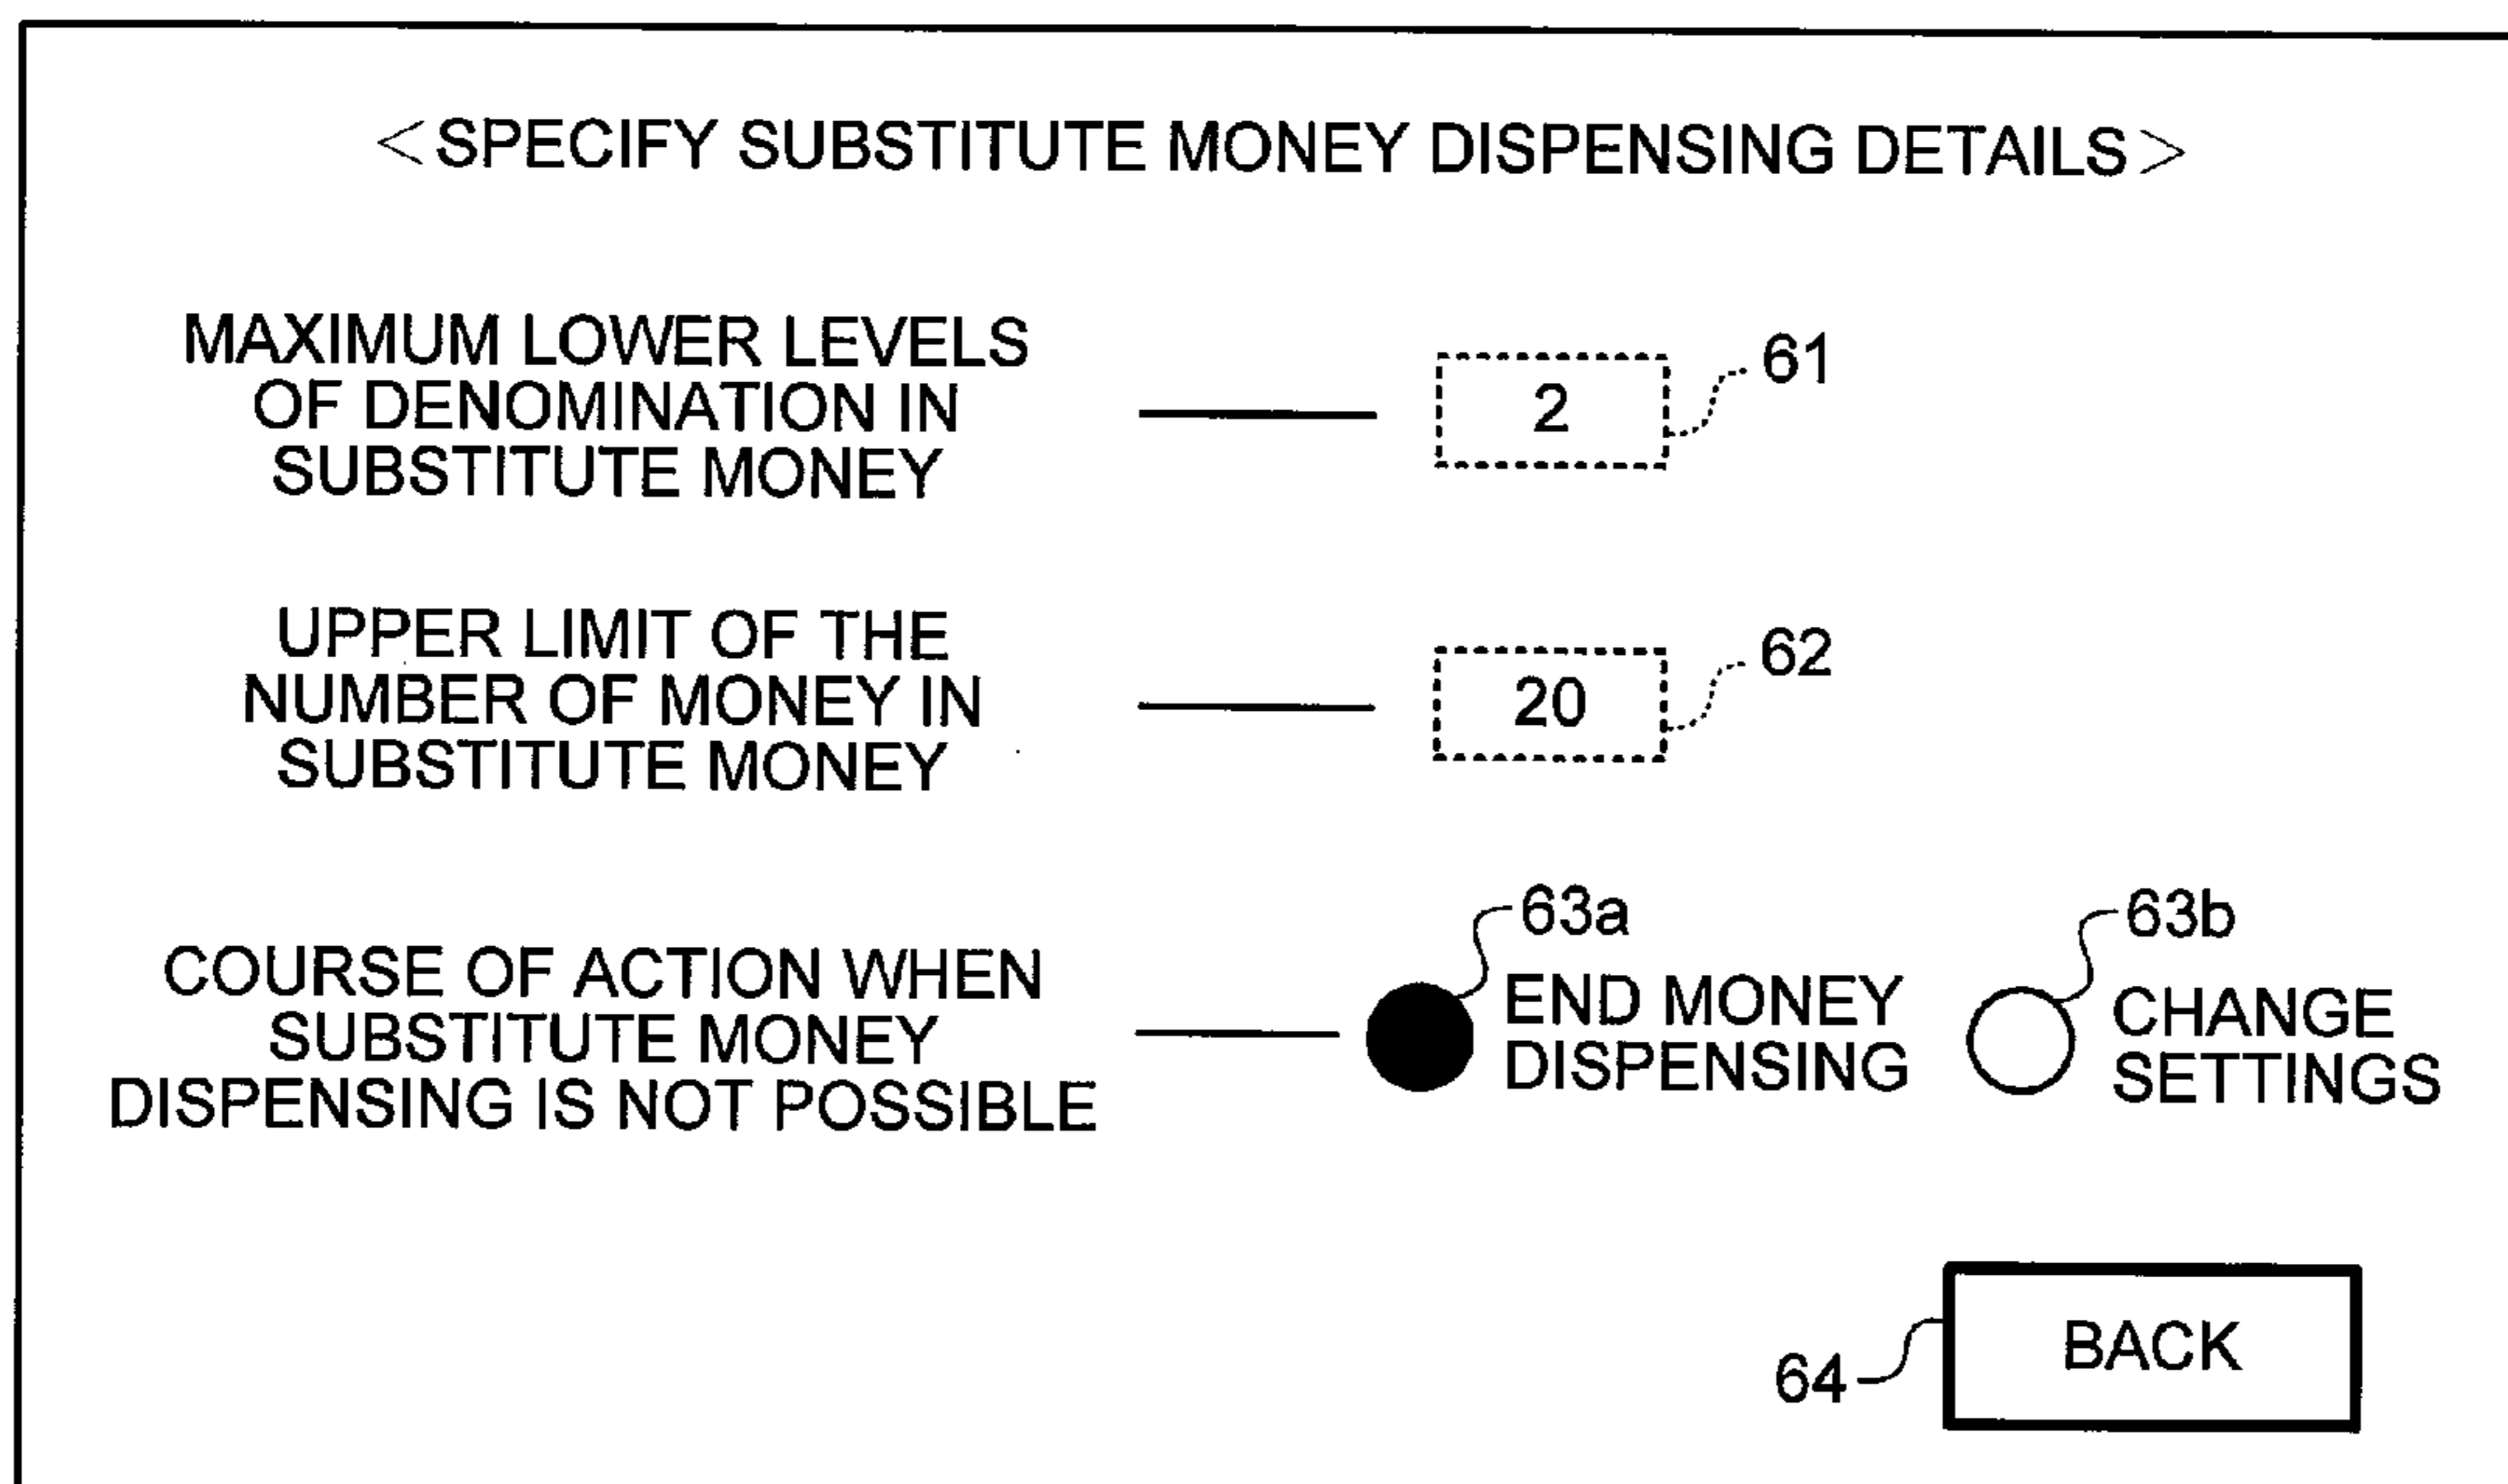 <SPECIFY SUBSTITUTE MONEY DISPENSING DETAILS>
MAXIMUM LOWER LEVELS
OF DENOMINATION IN
SUBSTITUTE MONEY
2
61
UPPER LIMIT OF THE
NUMBER OF MONEY IN
SUBSTITUTE MONEY
20
62
COURSE OF ACTION WHEN
SUBSTITUTE MONEY
DISPENSING IS NOT POSSIBLE
63a
END MONEY
DISPENSING
63b
CHANGE
SETTINGS
64
BACK